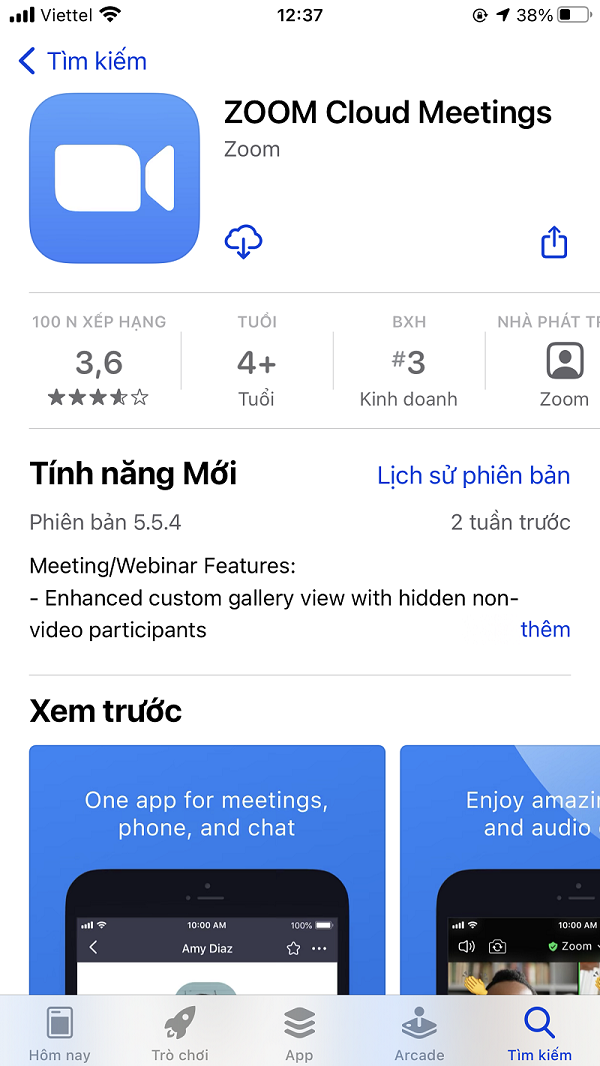 Viettel 12:37 38%
Tìm kiếm
ZOOM Cloud Meetings
Zoom
100 N XẾP HẠNG TUỔI BXH NHÀ PHÁT
3,6 4+ #3
Tuổi Kinh doanh Zoom
Tính năng Mới Lịch sử phiên bản
Phiên bản 5.5.4 2 tuần trước
Meeting/Webinar Features:
- Enhanced custom gallery view with hidden non-
video participants thêm
Xem trước
One app for meetings, Enjoy
phone, and chat and audio
10:00 AM 100% 10:00 AM
Amy Diaz Zoom
Hôm nay Trò chơi App Arcade Tìm kiếm